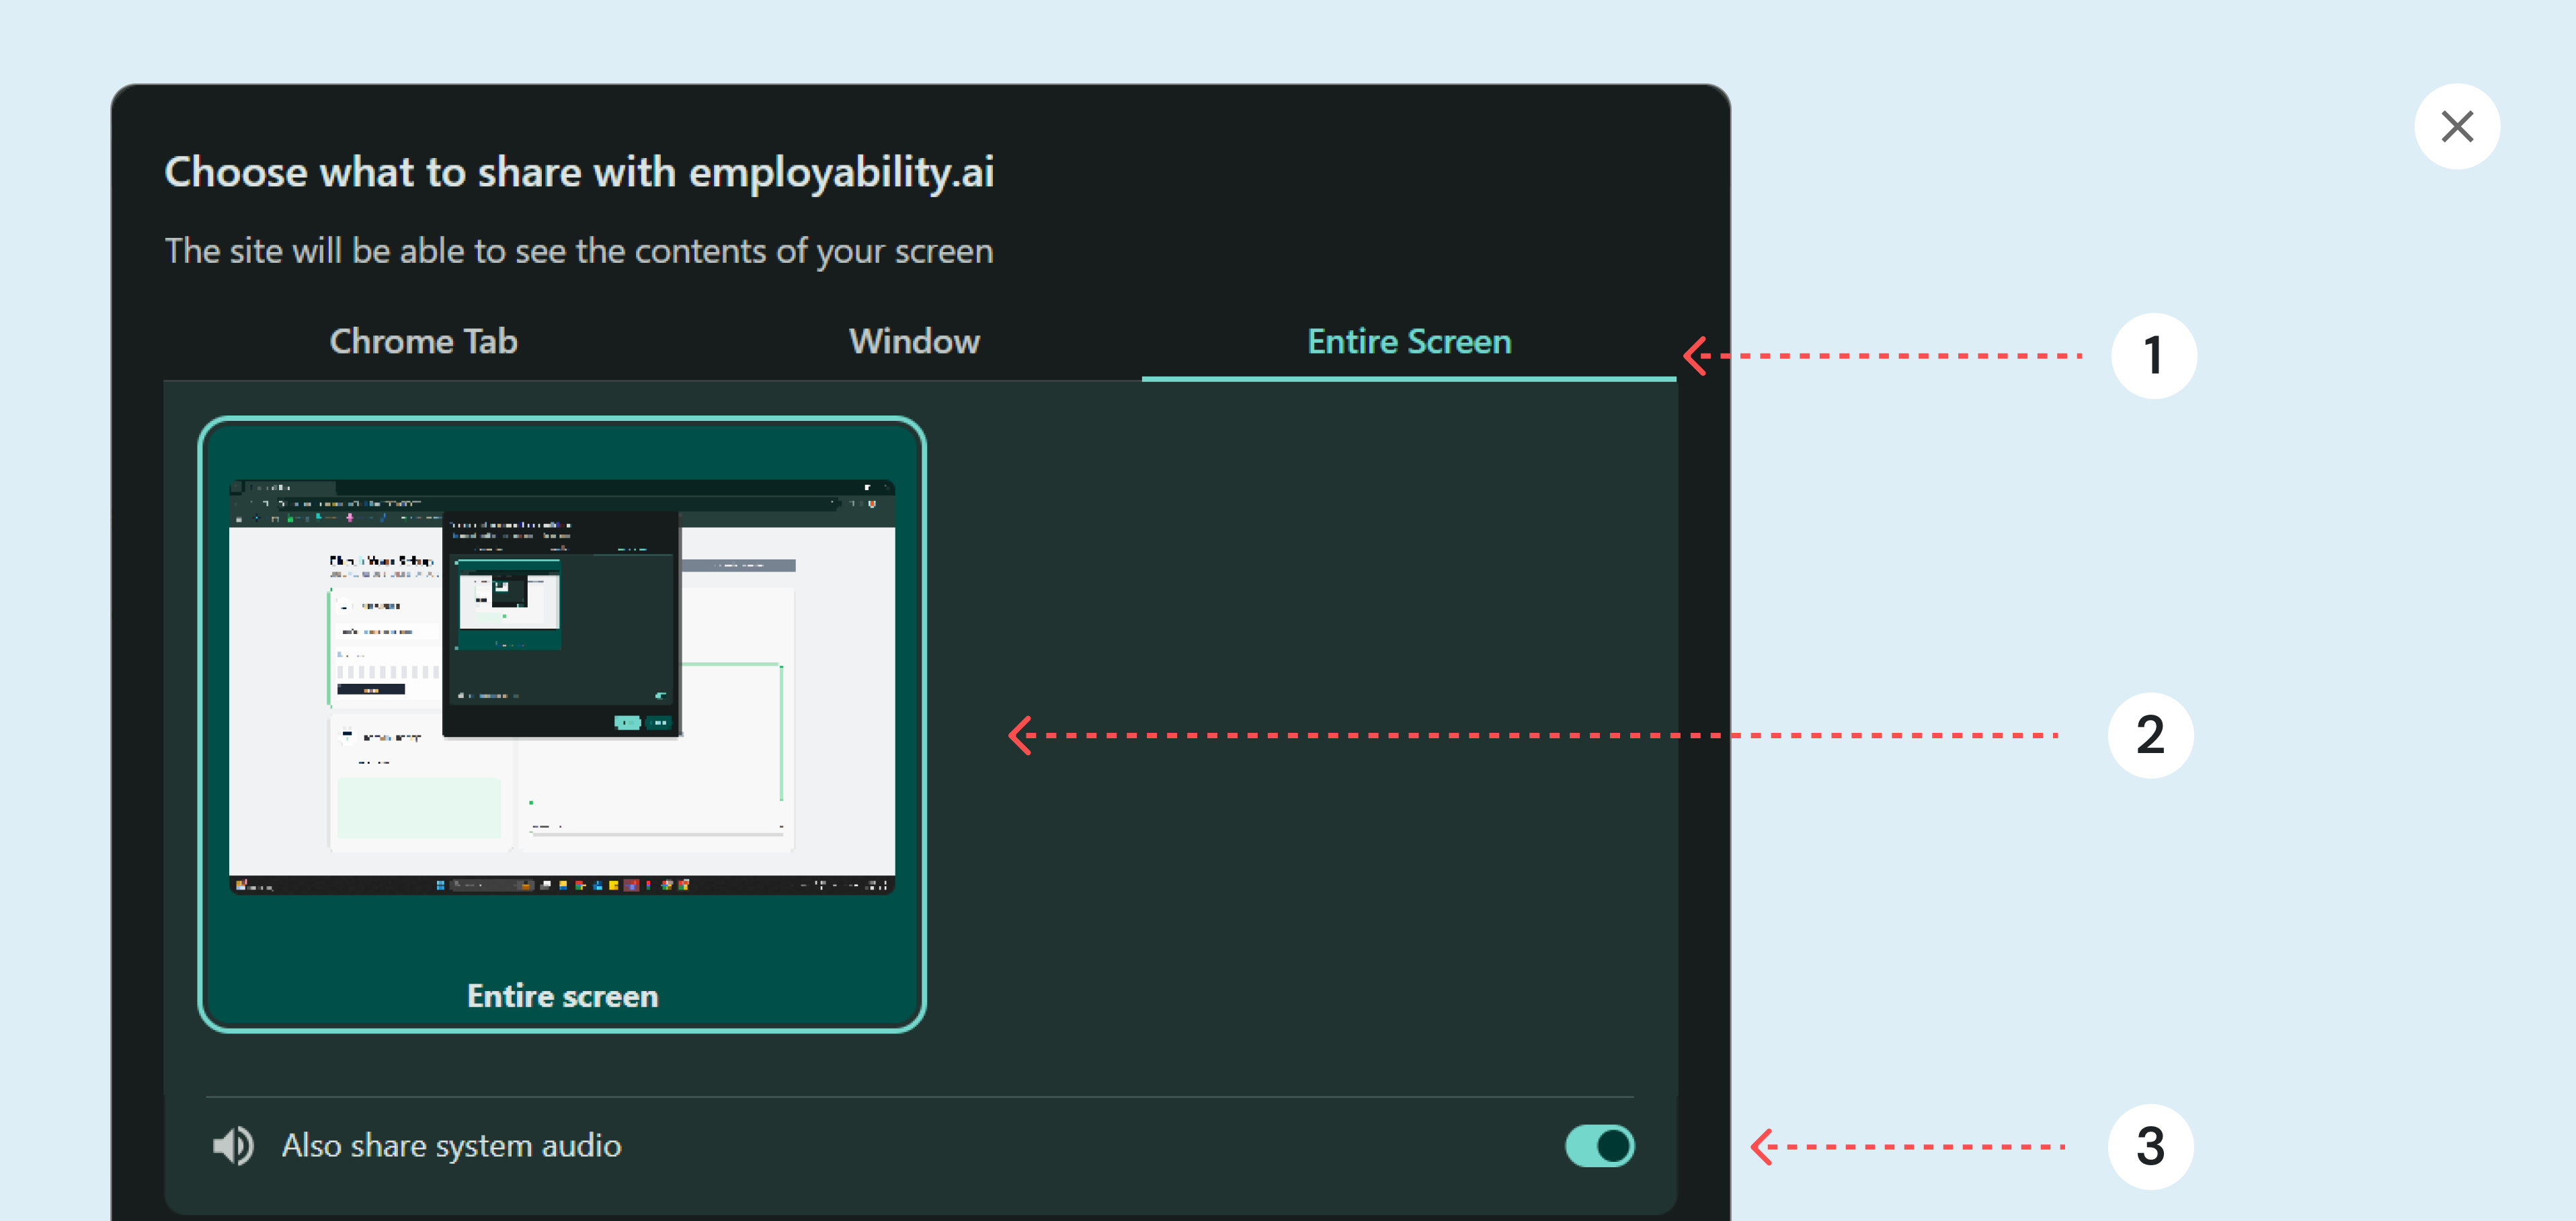 Choose what to share with employability.ai
The site will be able to see the contents of your screen
Chrome Tab
Window
Entire Screen
1
2
Entire screen
Also share system audio
3